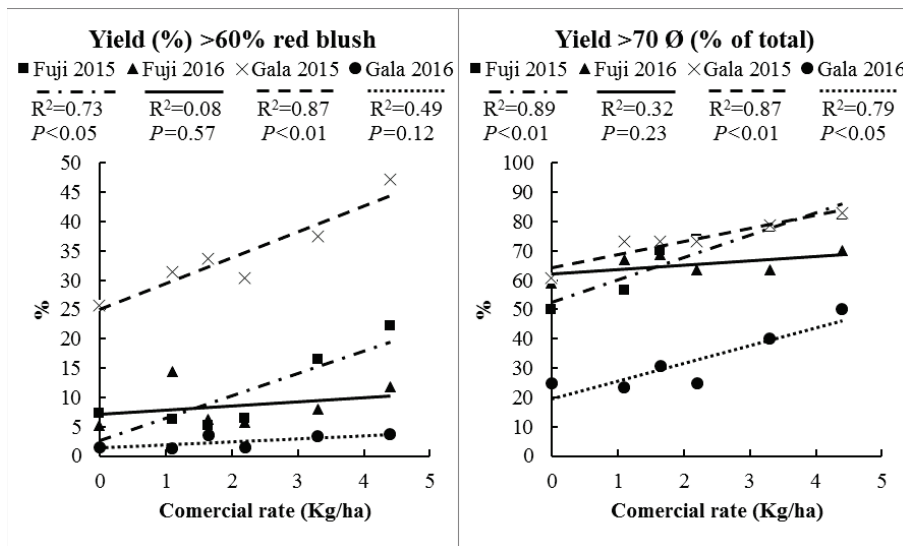 Yield (%) >60% red blush
■ Fuji 2015 ▲ Fuji 2016 × Gala 2015 ● Gala 2016
R²=0.73 R²=0.08 R²=0.87 R²=0.49
P<0.05 P=0.57 P<0.01 P=0.12
50
45
40
35
30
25
20
15
10
5
0
%
0 1 2 3 4 5
Comercial rate (Kg/ha)
Yield >70 Ø (% of total)
■ Fuji 2015 ▲ Fuji 2016 × Gala 2015 ● Gala 2016
R²=0.89 R²=0.32 R²=0.87 R²=0.79
P<0.01 P=0.23 P<0.01 P<0.05
100
90
80
70
60
50
40
30
20
10
0
%
0 1 2 3 4 5
Comercial rate (Kg/ha)